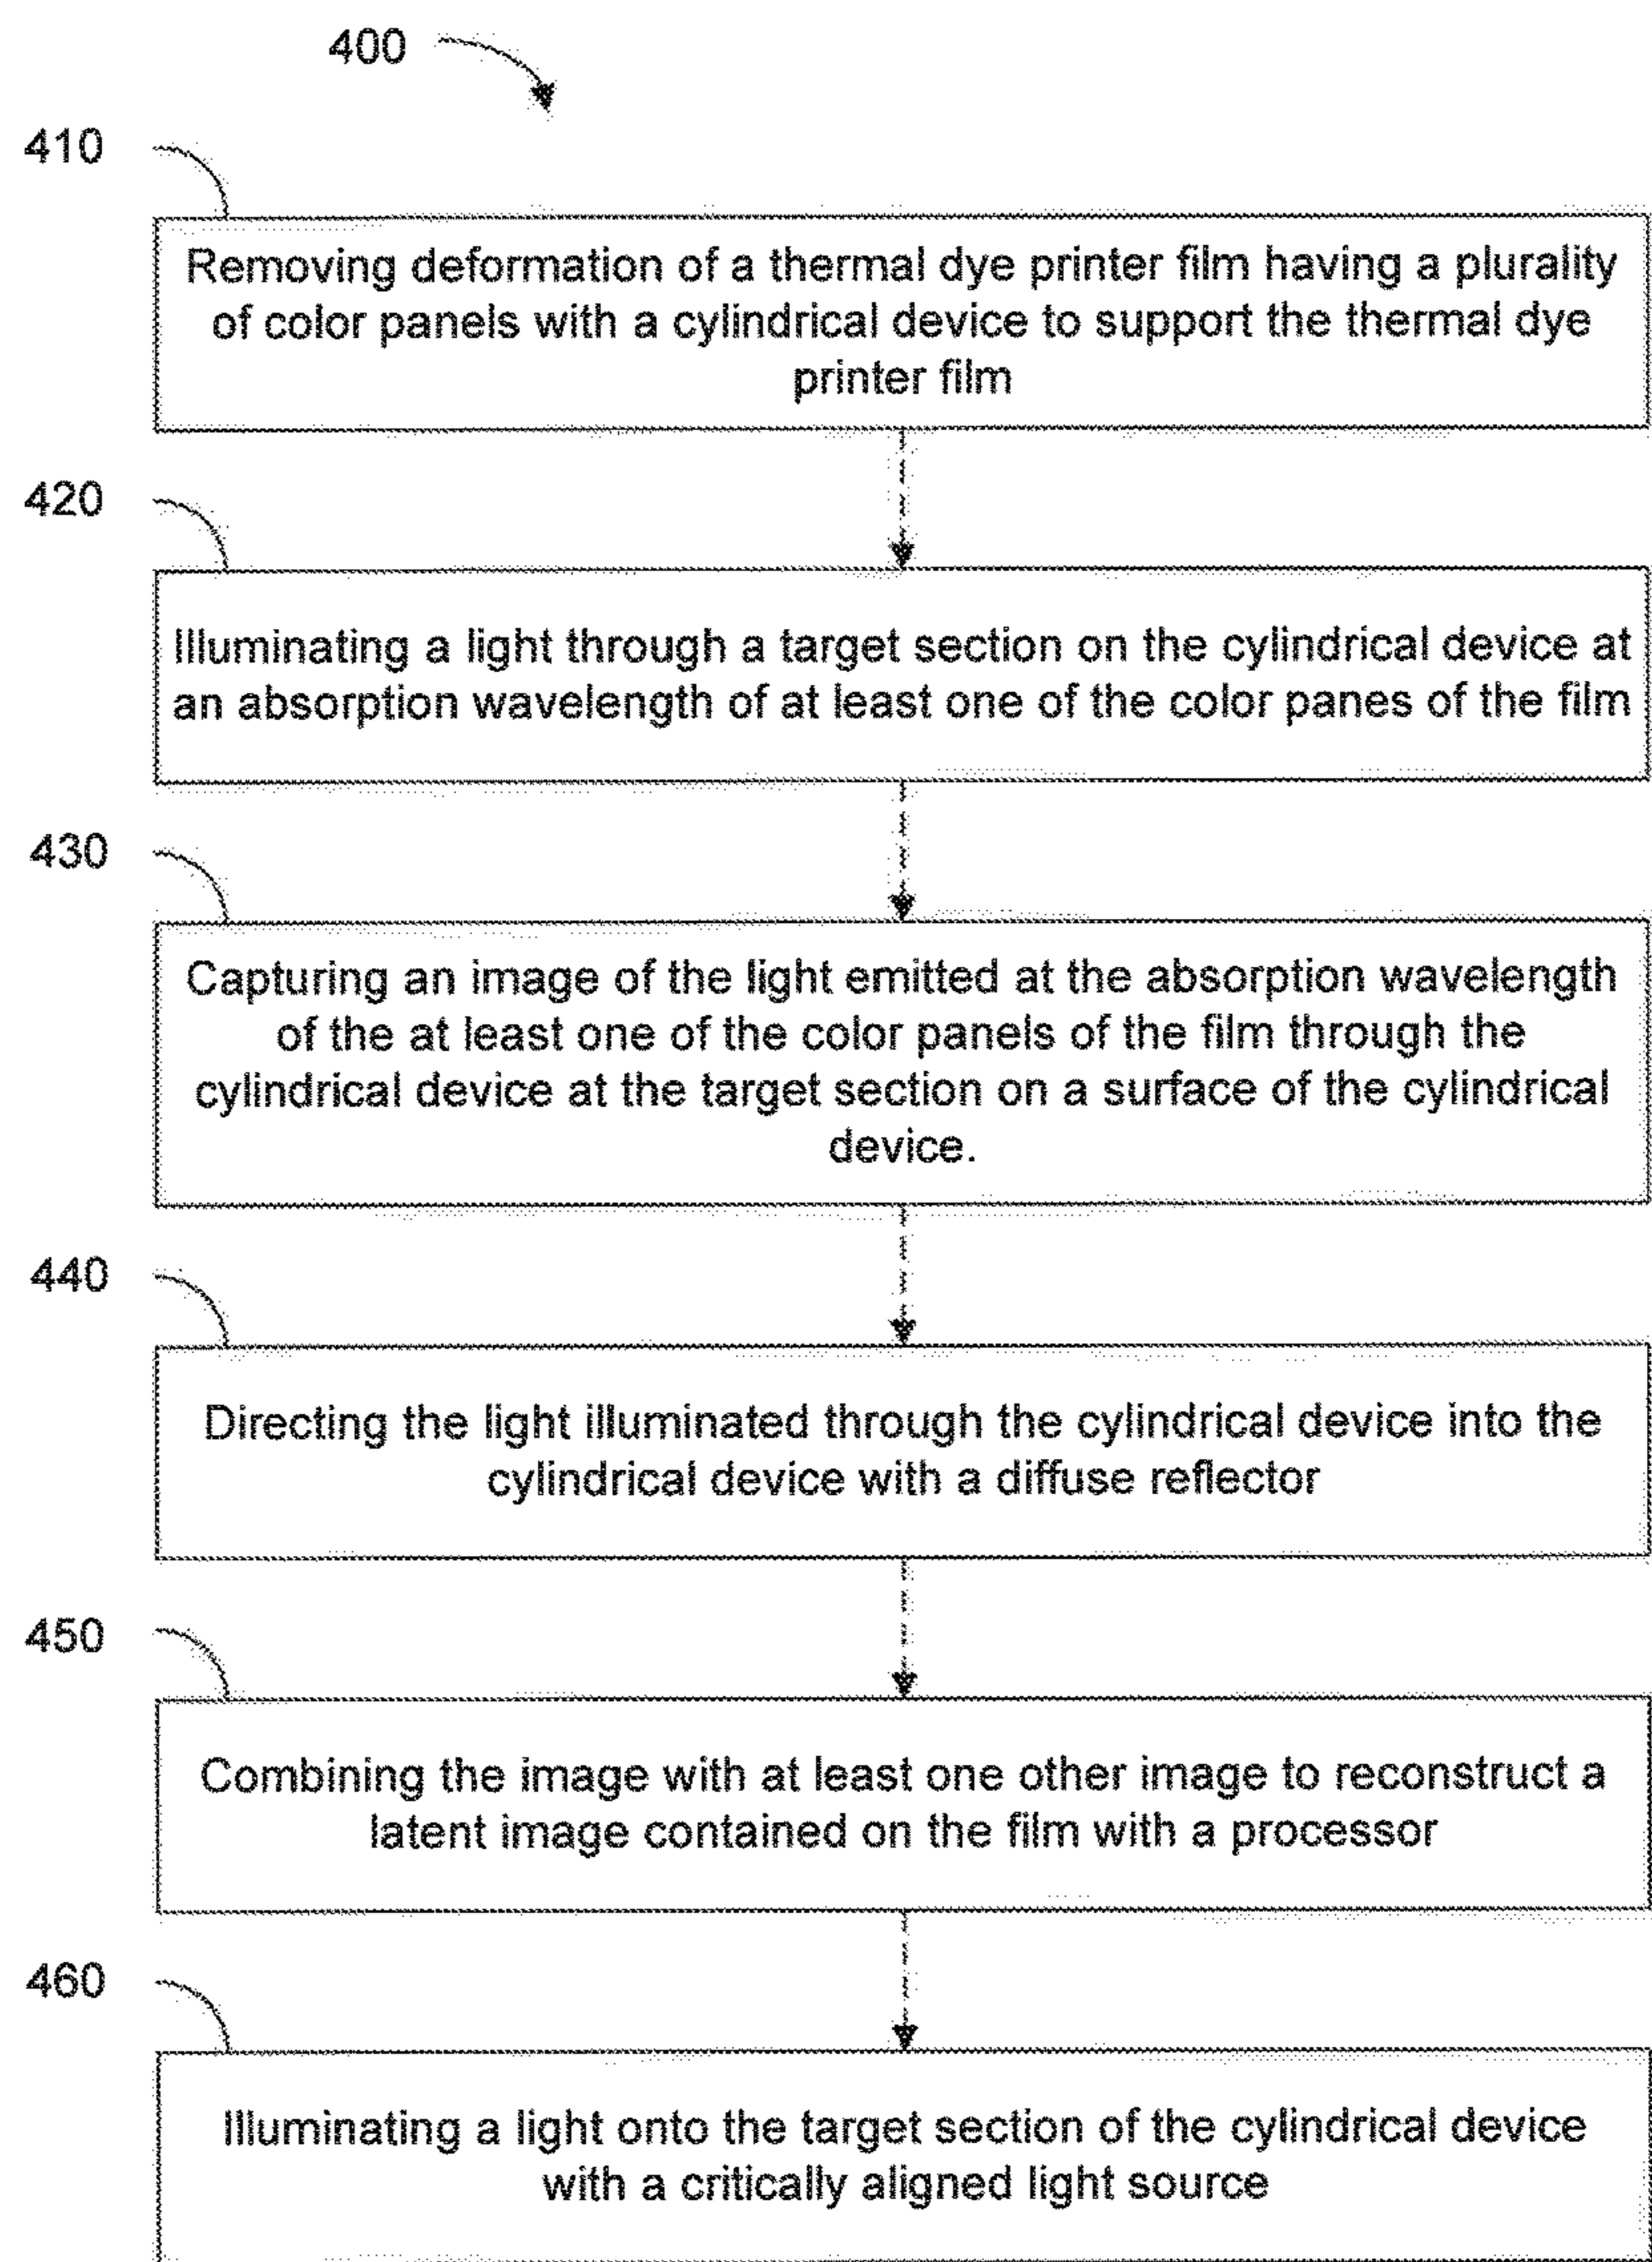 400
410
Removing deformation of a thermal dye printer film having a plurality
of color panels with a cylindrical device to support the thermal dye
printer film
420
Illuminating a light through a target section on the cylindrical device at
an absorption wavelength of at least one of the color panes of the film
430
Capturing an image of the light emitted at the absorption wavelength
of the at least one of the color panels of the film through the
cylindrical device at the target section on a surface of the cylindrical
device.
440
Directing the light illuminated through the cylindrical device into the
cylindrical device with a diffuse reflector
450
Combining the image with at least one other image to reconstruct a
latent image contained on the film with a processor
460
Illuminating a light onto the target section of the cylindrical device
with a critically aligned light source